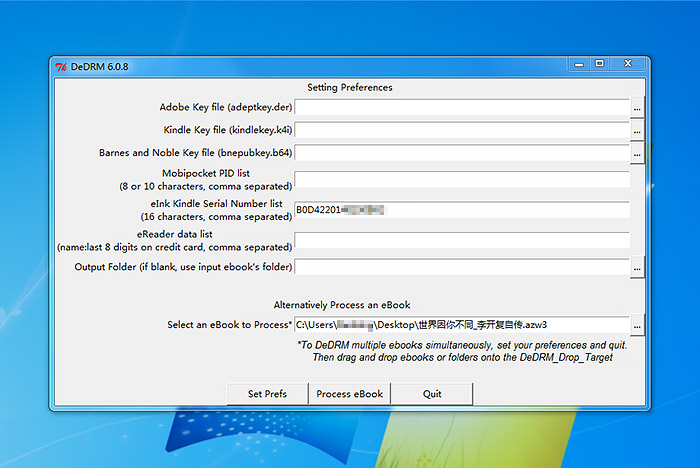 DeDRM 6.0.8
Setting Preferences
Adobe Key file (adeptkey.der)
...
Kindle Key file (kindlekey.k4i)
...
Barnes and Noble Key file (bnepubkey.b64)
...
Mobipocket PID list
(8 or 10 characters, comma separated)
eInk Kindle Serial Number list
(16 characters, comma separated)
B0D42201
eReader data list
(name:last 8 digits on credit card, comma separated)
Output Folder (if blank, use input ebook's folder)
...
Alternatively Process an eBook
Select an eBook to Process*
C:\Users\ \Desktop\世界因你不同_李开复自传.azw3
...
*To DeDRM multiple ebooks simultaneously, set your preferences and quit.
Then drag and drop ebooks or folders onto the DeDRM_Drop_Target
Set Prefs
Process eBook
Quit